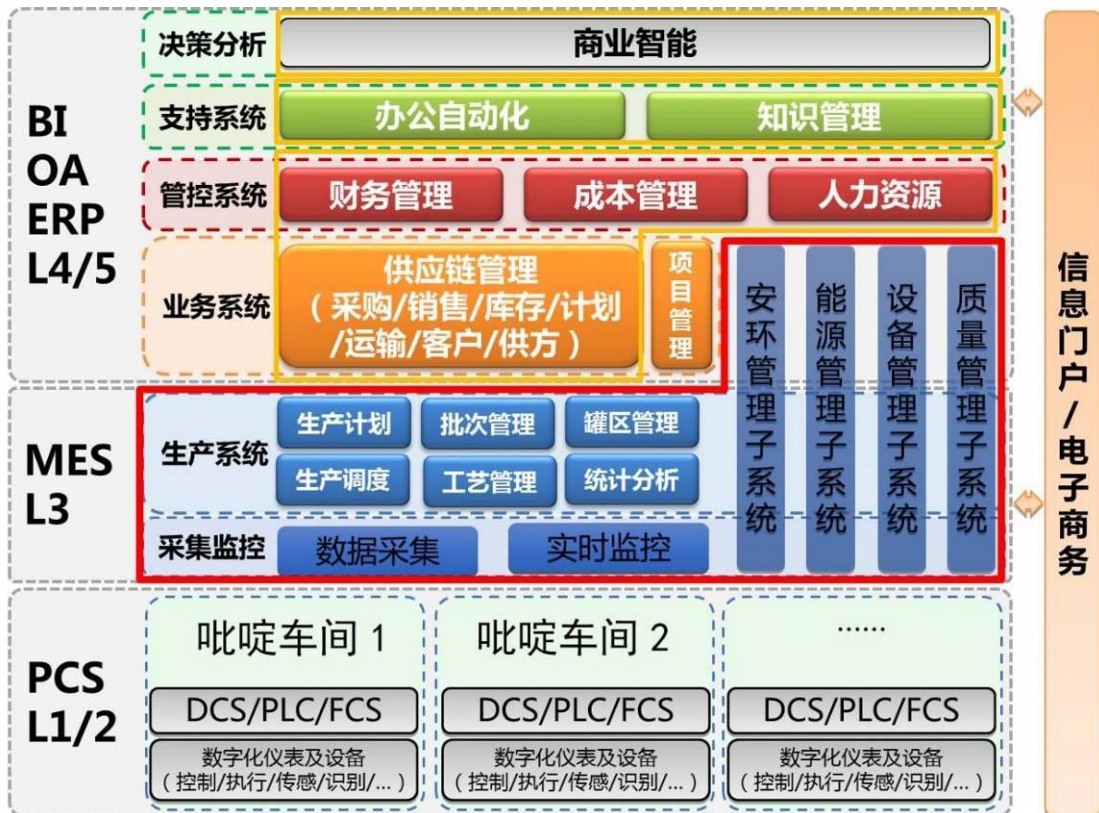 BI
OA
ERP
L4/5
决策分析
商业智能
支持系统
办公自动化
知识管理
管控系统
财务管理
成本管理
人力资源
业务系统
供应链管理
（采购/销售/库存/计划
/运输/客户/供方）
项目管理
安环管理子系统
能源管理子系统
设备管理子系统
质量管理子系统
MES
L3
生产系统
生产计划
批次管理
罐区管理
生产调度
工艺管理
统计分析
采集监控
数据采集
实时监控
PCS
L1/2
吡啶车间 1
DCS/PLC/FCS
数字化仪表及设备
（控制/执行/传感/识别/...）
吡啶车间 2
DCS/PLC/FCS
数字化仪表及设备
（控制/执行/传感/识别/...）
......
DCS/PLC/FCS
数字化仪表及设备
（控制/执行/传感/识别/...）
信息门户/电子商务